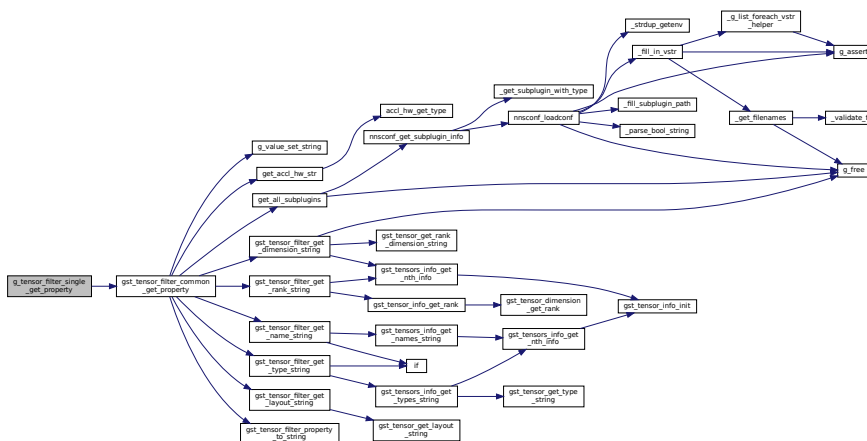 _strdup_getenv
_g_list_foreach_vstr
_helper
_fill_in_vstr
g_assert
_get_subplugin_with_type
accl_hw_get_type
_fill_subplugin_path
nnsconf_loadconf
_get_filenames
_validate_f
_parse_bool_string
nnsconf_get_subplugin_info
g_value_set_string
get_accl_hw_str
g_free
get_all_subplugins
gst_tensor_filter_get
_dimension_string
gst_tensor_get_rank
_dimension_string
gst_tensors_info_get
_nth_info
g_tensor_filter_single
_get_property
gst_tensor_filter_common
_get_property
gst_tensor_filter_get
_rank_string
gst_tensor_info_get_rank
gst_tensor_dimension
_get_rank
gst_tensor_info_init
gst_tensor_filter_get
_name_string
gst_tensors_info_get
_names_string
gst_tensors_info_get
_nth_info
gst_tensor_filter_get
_type_string
if
gst_tensors_info_get
_types_string
gst_tensor_get_type
_string
gst_tensor_filter_get
_layout_string
gst_tensor_filter_property
_to_string
gst_tensor_get_layout
_string